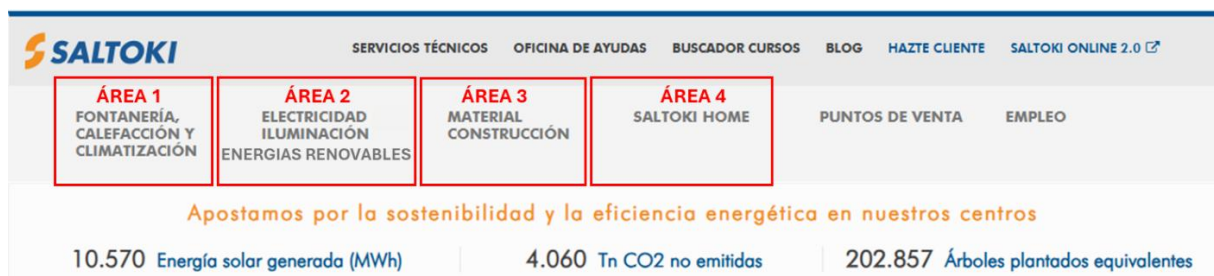 SALTOKI
SERVICIOS TÉCNICOS OFICINA DE AYUDAS BUSCADOR CURSOS BLOG HAZTE CLIENTE SALTOKI ONLINE 2.0
ÁREA 1
FONTANERÍA,
CALEFACCIÓN Y
CLIMATIZACIÓN
ÁREA 2
ELECTRICIDAD
ILUMINACIÓN
ENERGIAS RENOVABLES
ÁREA 3
MATERIAL
CONSTRUCCIÓN
ÁREA 4
SALTOKI HOME
PUNTOS DE VENTA
EMPLEO
Apostamos por la sostenibilidad y la eficiencia energética en nuestros centros
10.570 Energía solar generada (MWh) 4.060 Tn CO2 no emitidas 202.857 Árboles plantados equivalentes